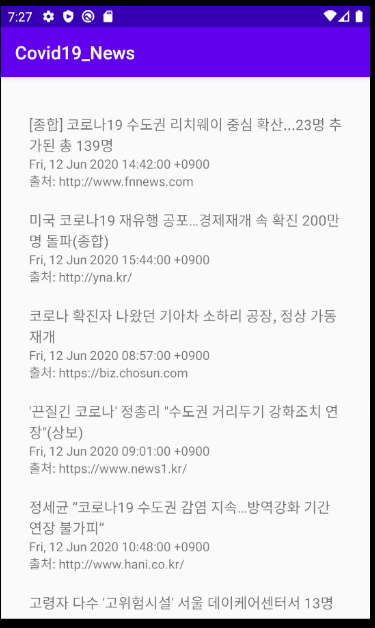 7:27
Covid19_News
[종합] 코로나19 수도권 리치웨이 중심 확산...23명 추
가된 총 139명
Fri, 12 Jun 2020 14:42:00 +0900
출처: http://www.fnnews.com
미국 코로나19 재유행 공포...경제재개 속 확진 200만
명 돌파(종합)
Fri, 12 Jun 2020 15:44:00 +0900
출처: http://yna.kr/
코로나 확진자 나왔던 기아차 소하리 공장, 정상 가동
재개
Fri, 12 Jun 2020 08:57:00 +0900
출처: https://biz.chosun.com
'끈질긴 코로나' 정총리 "수도권 거리두기 강화조치 연
장"(상보)
Fri, 12 Jun 2020 09:01:00 +0900
출처: https://www.news1.kr/
정세균 “코로나19 수도권 감염 지속…방역강화 기간
연장 불가피”
Fri, 12 Jun 2020 10:48:00 +0900
출처: http://www.hani.co.kr/
고령자 다수 '고위험시설' 서울 데이케어센터서 13명